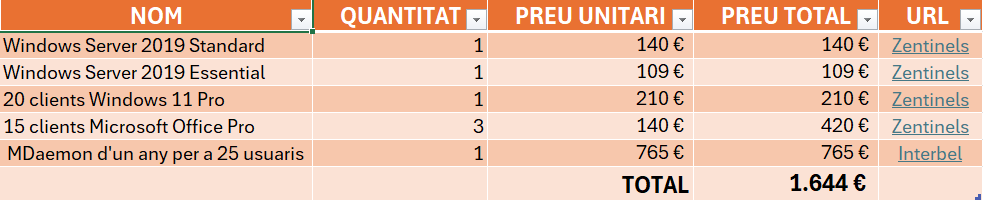 NOM QUANTITAT PREU UNITARI PREU TOTAL URL
Windows Server 2019 Standard 1 140 € 140 € Zentinels
Windows Server 2019 Essential 1 109 € 109 € Zentinels
20 clients Windows 11 Pro 1 210 € 210 € Zentinels
15 clients Microsoft Office Pro 3 140 € 420 € Zentinels
MDaemon d'un any per a 25 usuaris 1 765 € 765 € Interbel
TOTAL 1.644 €